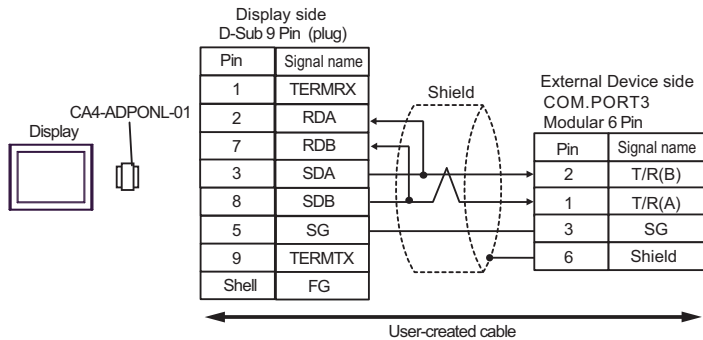 Display side
D-Sub 9 Pin (plug)
Pin Signal name
1 TERMRX
2 RDA
7 RDB
3 SDA
8 SDB
5 SG
9 TERMTX
Shell FG
CA4-ADPONL-01
Display
Shield
External Device side
COM.PORT3
Modular 6 Pin
Pin Signal name
2 T/R(B)
1 T/R(A)
3 SG
6 Shield
User-created cable